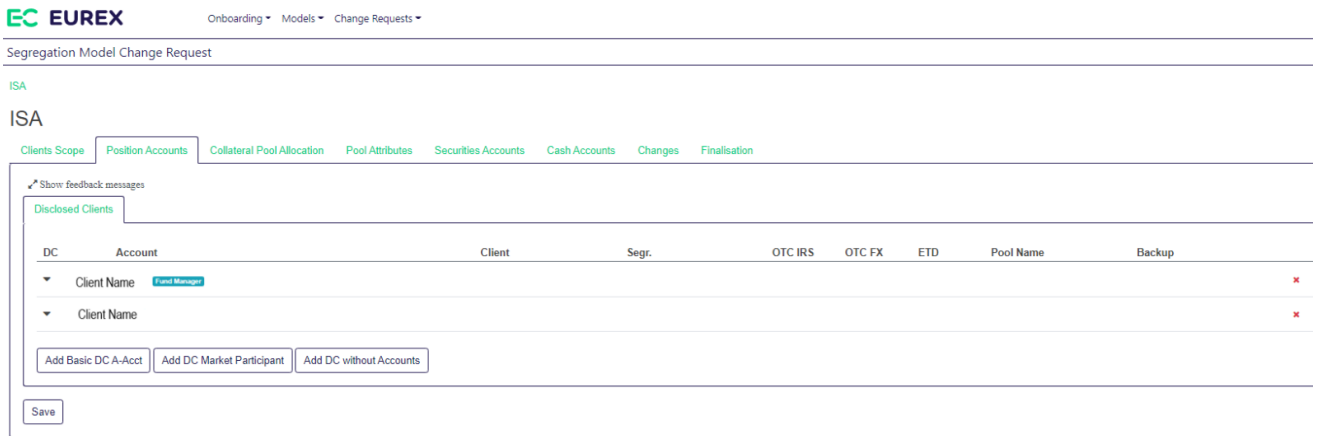 EC EUREX Onboarding Models Change Requests
Segregation Model Change Request
ISA
ISA
Clients Scope Position Accounts Collateral Pool Allocation Pool Attributes Securities Accounts Cash Accounts Changes Finalisation
Show feedback messages
Disclosed Clients
DC Account Client Segr. OTC IRS OTC FX ETD Pool Name Backup
Client Name Fund Manager
Client Name
Add Basic DC A-Acct Add DC Market Participant Add DC without Accounts
Save